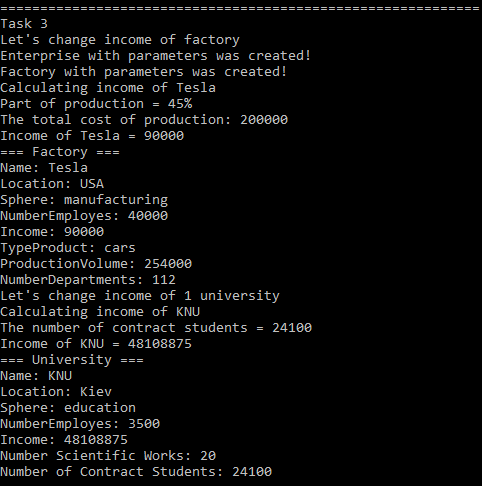 ============================================================
Task 3
Let's change income of factory
Enterprise with parameters was created!
Factory with parameters was created!
Calculating income of Tesla
Part of production = 45%
The total cost of production: 200000
Income of Tesla = 90000
=== Factory ===
Name: Tesla
Location: USA
Sphere: manufacturing
NumberEmployes: 40000
Income: 90000
TypeProduct: cars
ProductionVolume: 254000
NumberDepartments: 112
Let's change income of 1 university
Calculating income of KNU
The number of contract students = 24100
Income of KNU = 48108875
=== University ===
Name: KNU
Location: Kiev
Sphere: education
NumberEmployes: 3500
Income: 48108875
Number Scientific Works: 20
Number of Contract Students: 24100